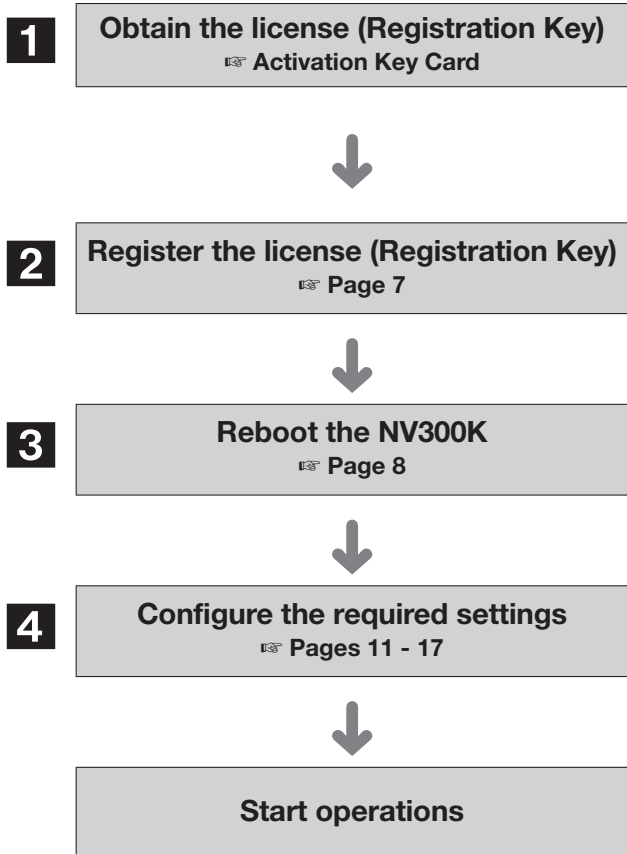 1
Obtain the license (Registration Key)
☞ Activation Key Card
2
Register the license (Registration Key)
☞ Page 7
3
Reboot the NV300K
☞ Page 8
4
Configure the required settings
☞ Pages 11 - 17
Start operations